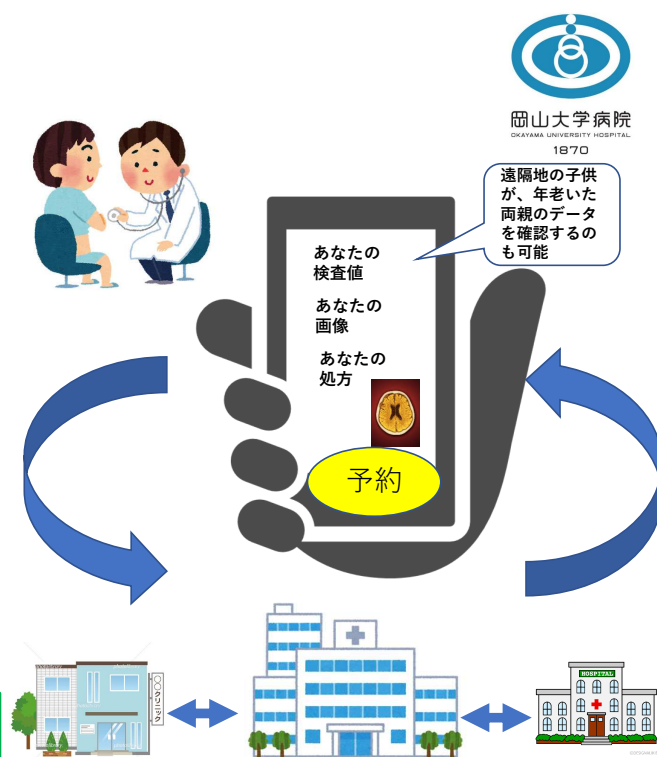 岡山大学病院
OKAYAMA UNIVERSITY HOSPITAL
1870
遠隔地の子供
が、年老いた
両親のデータ
を確認するの
も可能
あなたの
検査値
あなたの
画像
あなたの
処方
予約
〇〇クリニック
HOSPITAL